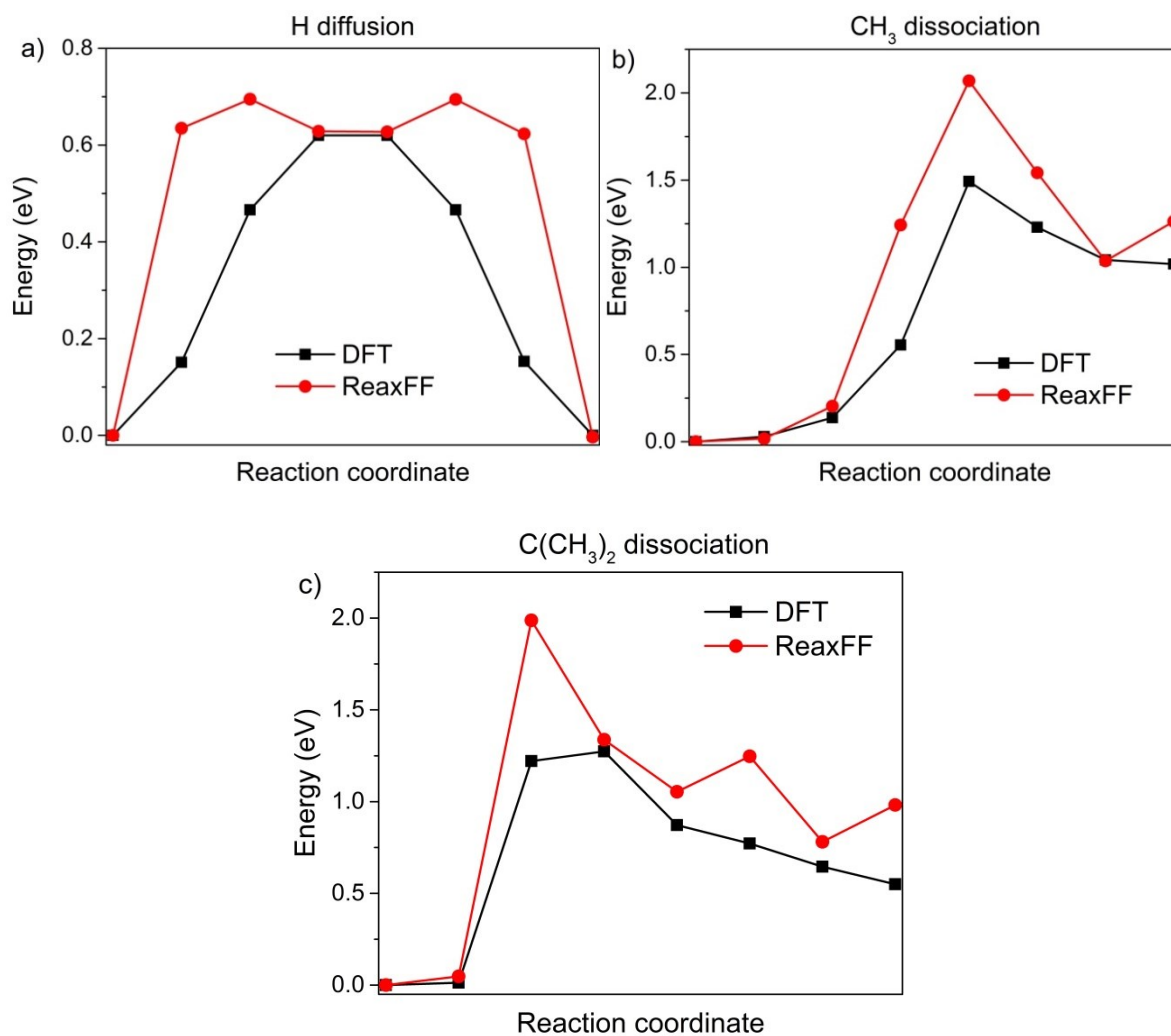 a)
H diffusion
0.8
0.6
0.4
0.2
0.0
Energy (eV)
DFT
ReaxFF
Reaction coordinate
b)
CH₃ dissociation
2.0
1.5
1.0
0.5
0.0
Energy (eV)
DFT
ReaxFF
Reaction coordinate
c)
C(CH₃)₂ dissociation
2.0
1.5
1.0
0.5
0.0
Energy (eV)
DFT
ReaxFF
Reaction coordinate